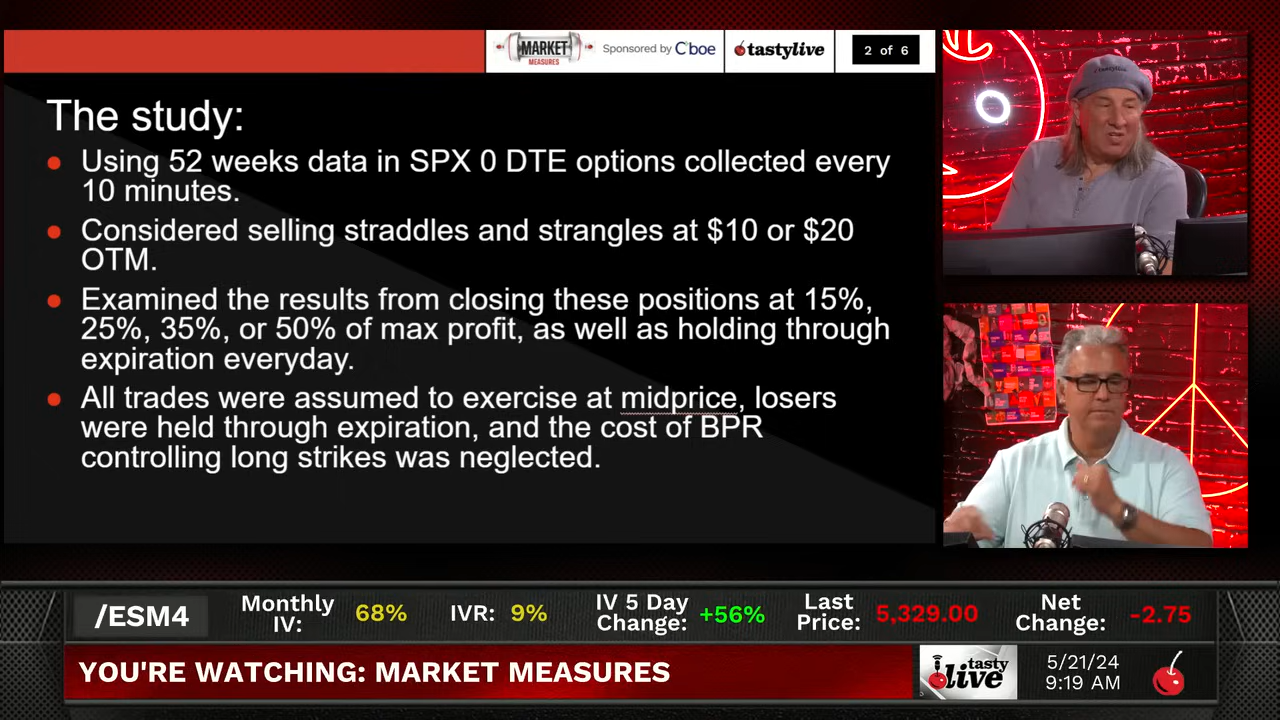 MARKET
MEASURES
Sponsored by Cboe
tastylive
2 of 6
The study:
Using 52 weeks data in SPX 0 DTE options collected every
10 minutes.
Considered selling straddles and strangles at $10 or $20
OTM.
Examined the results from closing these positions at 15%,
25%, 35%, or 50% of max profit, as well as holding through
expiration everyday.
All trades were assumed to exercise at midprice, losers
were held through expiration, and the cost of BPR
controlling long strikes was neglected.
/ESM4
Monthly
IV:
68%
IVR:
9%
IV 5 Day
Change:
+56%
Last
Price:
5,329.00
Net
Change:
-2.75
YOU'RE WATCHING: MARKET MEASURES
tasty
live
5/21/24
9:19 AM